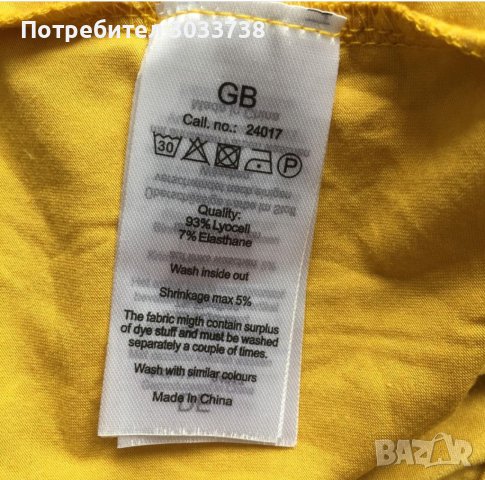 Потребител 3033738
GB
Call. no.: 24017
30 P
Quality:
93% Lyocell
7% Elasthane
Wash inside out
Shrinkage max 5%
The fabric migth contain surplus
of dye stuff and must be washed
separately a couple of times.
Wash with similar colours
Made in China
BAZAR